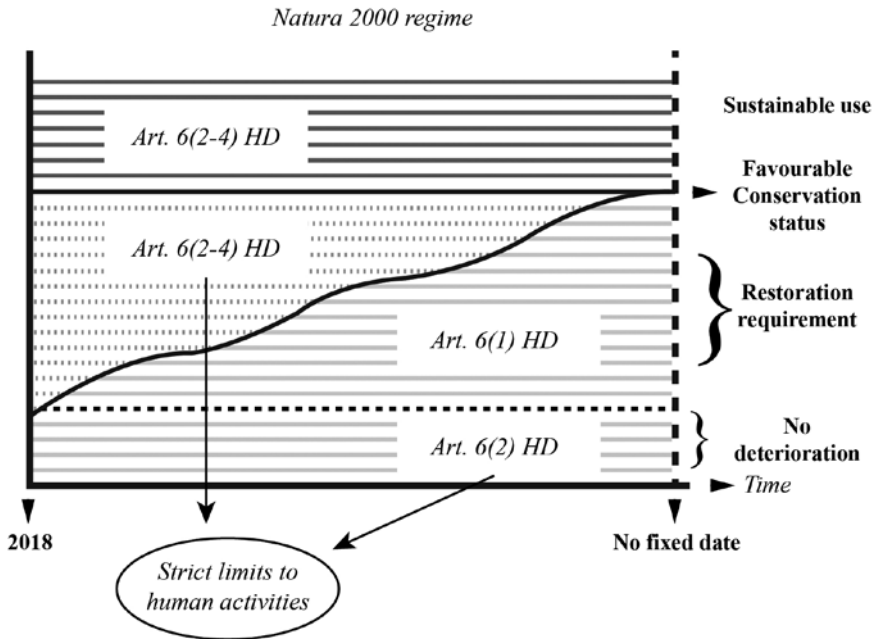 Natura 2000 regime
Art. 6(2-4) HD
Sustainable use
Favourable
Conservation
status
Art. 6(2-4) HD
Restoration
requirement
Art. 6(1) HD
No
deterioration
Art. 6(2) HD
Time
2018
No fixed date
Strict limits to
human activities